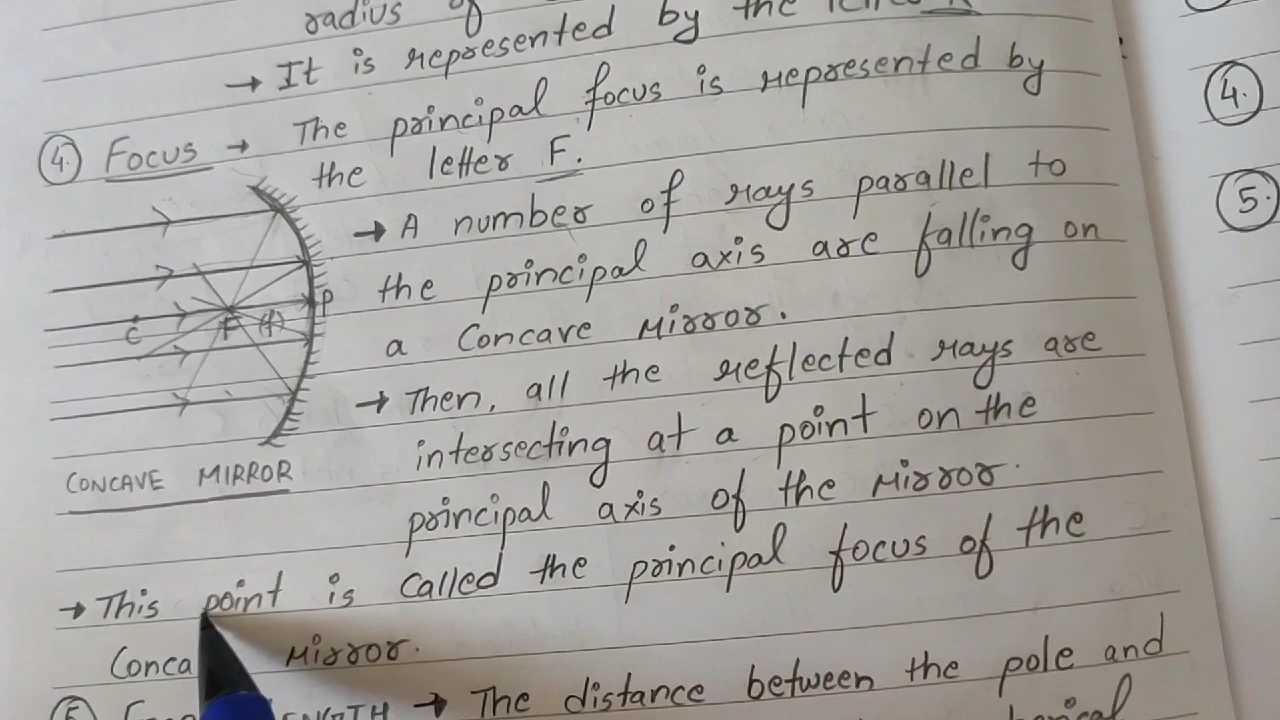 radius of
→ It is represented by the
④ Focus → The principal focus is represented by
the letter F.
→ A number of rays parallel to
the principal axis are falling on
a Concave Mirror.
→ Then, all the reflected rays are
intersecting at a point on the
principal axis of the Mirror.
C F (f) P
CONCAVE MIRROR
→ This point is called the principal focus of the
Conca Mirror.
→ The distance between the pole and
4.
5.